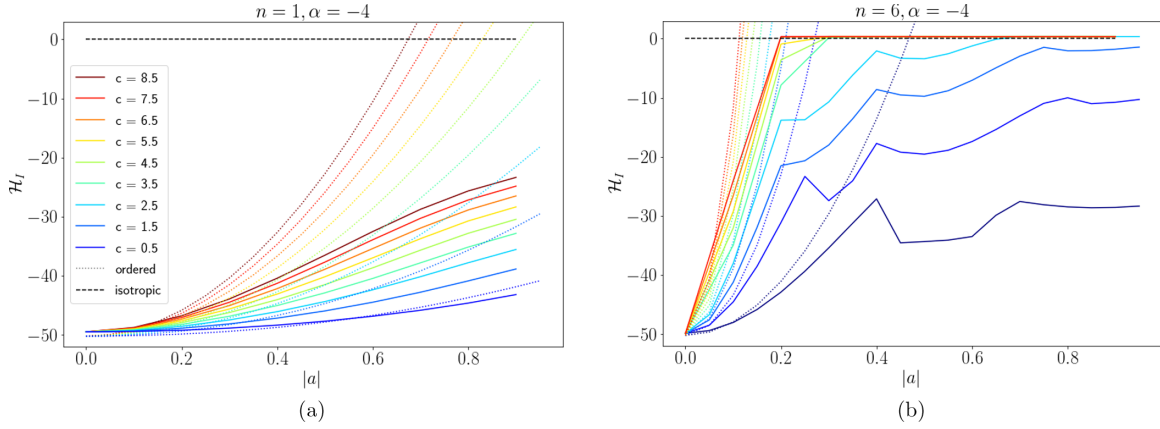 n = 1, α = −4
0
−10
−20
−30
−40
−50
ℋ_I
c = 8.5
c = 7.5
c = 6.5
c = 5.5
c = 4.5
c = 3.5
c = 2.5
c = 1.5
c = 0.5
ordered
isotropic
0.0 0.2 0.4 0.6 0.8
|a|
(a)
n = 6, α = −4
0
−10
−20
−30
−40
−50
ℋ_I
0.0 0.2 0.4 0.6 0.8
|a|
(b)